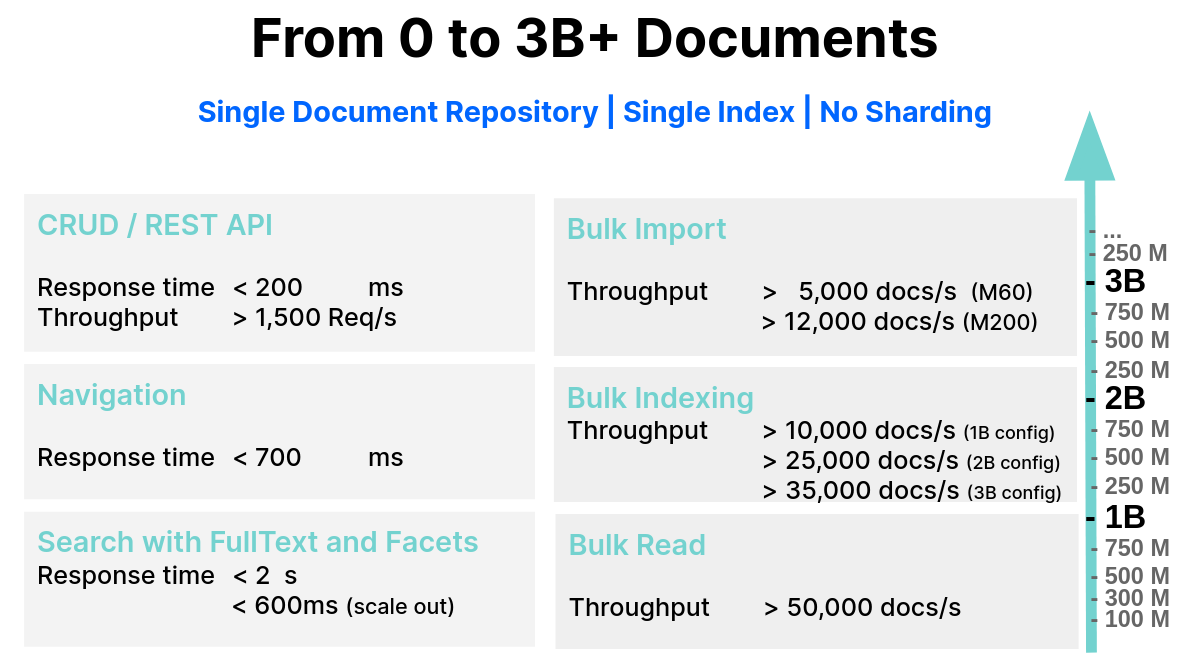 From 0 to 3B+ Documents
Single Document Repository | Single Index | No Sharding
CRUD / REST API
Response time < 200 ms
Throughput > 1,500 Req/s
Navigation
Response time < 700 ms
Search with FullText and Facets
Response time < 2 s
< 600ms (scale out)
Bulk Import
Throughput > 5,000 docs/s (M60)
> 12,000 docs/s (M200)
Bulk Indexing
Throughput > 10,000 docs/s (1B config)
> 25,000 docs/s (2B config)
> 35,000 docs/s (3B config)
Bulk Read
Throughput > 50,000 docs/s
- ...
- 250 M
- 3B
- 750 M
- 500 M
- 250 M
- 2B
- 750 M
- 500 M
- 250 M
- 1B
- 750 M
- 500 M
- 300 M
- 100 M